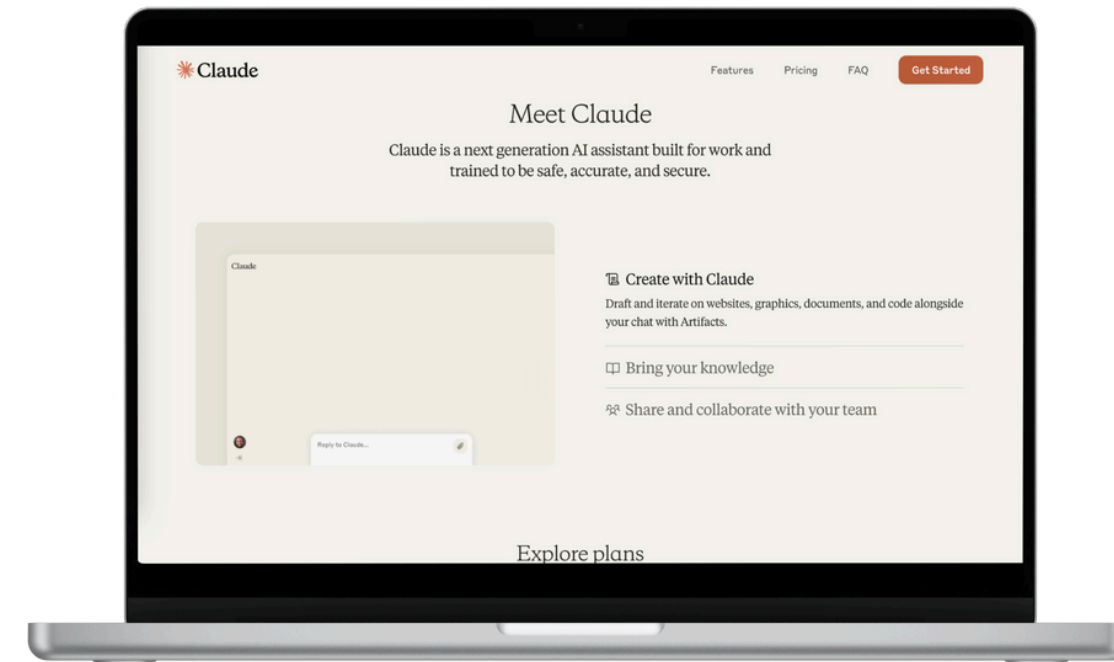 Claude
Features Pricing FAQ Get Started
Meet Claude
Claude is a next generation AI assistant built for work and
trained to be safe, accurate, and secure.
Claude
Reply to Claude...
Create with Claude
Draft and iterate on websites, graphics, documents, and code alongside
your chat with Artifacts.
Bring your knowledge
Share and collaborate with your team
Explore plans